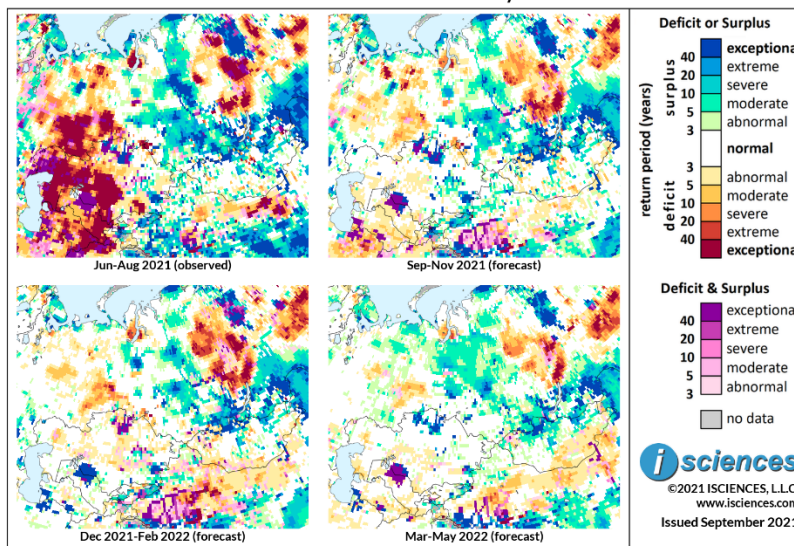 Jun-Aug 2021 (observed)
Sep-Nov 2021 (forecast)
Dec 2021-Feb 2022 (forecast)
Mar-May 2022 (forecast)
Deficit or Surplus
return period (years)
surplus
deficit
40
20
10
5
3
3
5
10
20
40
exceptiona
extreme
severe
moderate
abnormal
normal
abnormal
moderate
severe
extreme
exceptiona
Deficit & Surplus
40
20
10
5
3
exceptiona
extreme
severe
moderate
abnormal
no data
i sciences
©2021 ISCIENCES, L.L.C
www.isciences.com
Issued September 2021